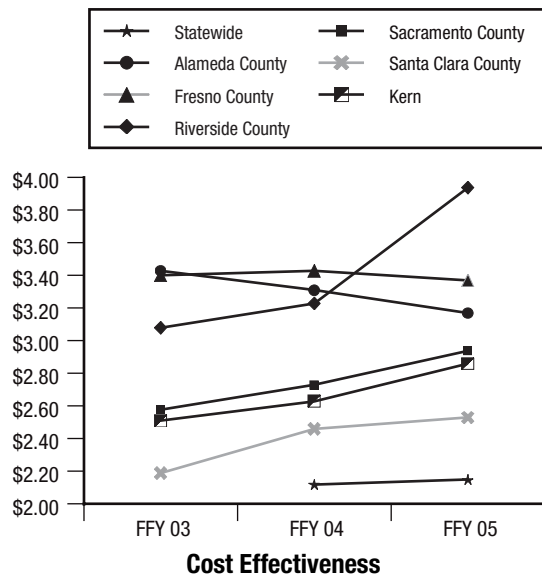 Statewide
Alameda County
Fresno County
Riverside County
Sacramento County
Santa Clara County
Kern
$4.00
$3.80
$3.60
$3.40
$3.20
$3.00
$2.80
$2.60
$2.40
$2.20
$2.00
FFY 03
FFY 04
FFY 05
Cost Effectiveness